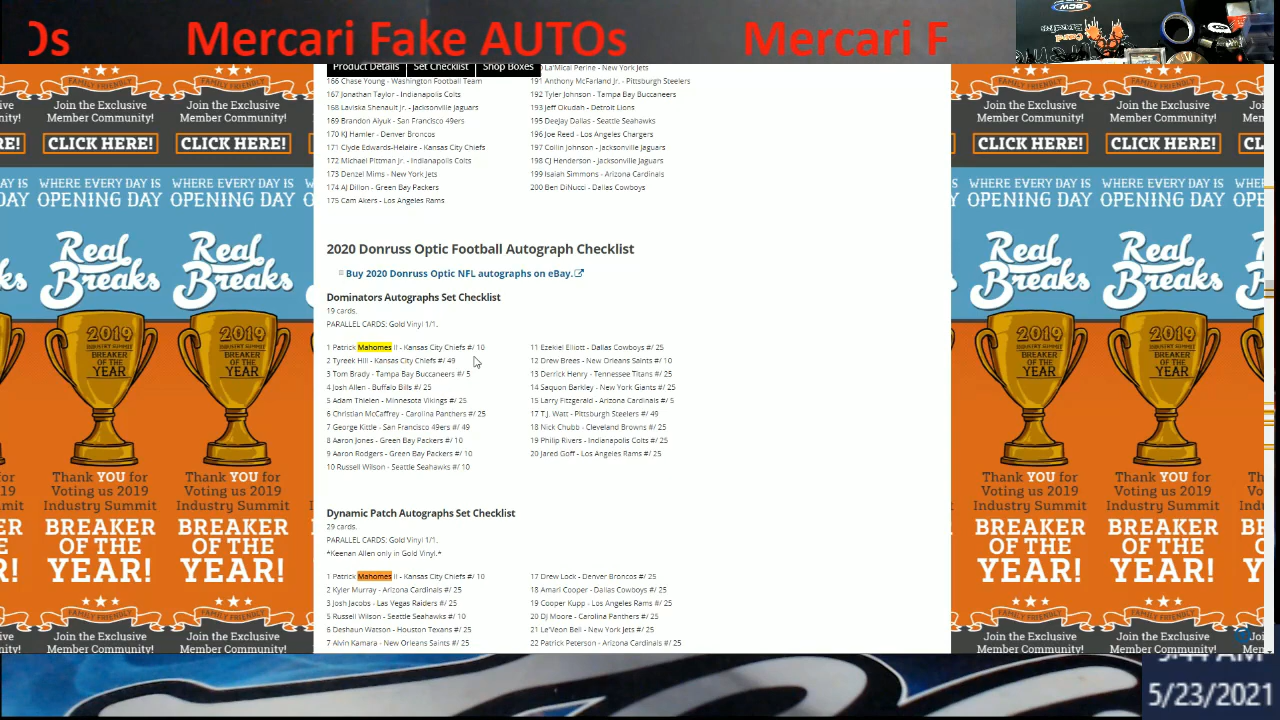 Os Mercari Fake AUTOs Mercari F
Product Details Set Checklist Shop Boxes
La'Mical Perine - New York Jets
166 Chase Young - Washington Football Team
167 Jonathan Taylor - Indianapolis Colts
168 Laviska Shenault Jr. - Jacksonville Jaguars
169 Brandon Aiyuk - San Francisco 49ers
170 KJ Hamler - Denver Broncos
171 Clyde Edwards-Helaire - Kansas City Chiefs
172 Michael Pittman Jr. - Indianapolis Colts
173 Denzel Mims - New York Jets
174 AJ Dillon - Green Bay Packers
175 Cam Akers - Los Angeles Rams
191 Anthony McFarland Jr. - Pittsburgh Steelers
192 Tyler Johnson - Tampa Bay Buccaneers
193 Jeff Okudah - Detroit Lions
195 DeeJay Dallas - Seattle Seahawks
196 Joe Reed - Los Angeles Chargers
197 Collin Johnson - Jacksonville Jaguars
198 CJ Henderson - Jacksonville Jaguars
199 Isaiah Simmons - Arizona Cardinals
200 Ben DiNucci - Dallas Cowboys
2020 Donruss Optic Football Autograph Checklist
Buy 2020 Donruss Optic NFL autographs on eBay.
Dominators Autographs Set Checklist
19 cards.
PARALLEL CARDS: Gold Vinyl 1/1.
1 Patrick Mahomes II - Kansas City Chiefs #/ 10
2 Tyreek Hill - Kansas City Chiefs #/ 49
3 Tom Brady - Tampa Bay Buccaneers #/ 5
4 Josh Allen - Buffalo Bills #/ 25
5 Adam Thielen - Minnesota Vikings #/ 25
6 Christian McCaffrey - Carolina Panthers #/ 25
7 George Kittle - San Francisco 49ers #/ 49
8 Aaron Jones - Green Bay Packers #/ 10
9 Aaron Rodgers - Green Bay Packers #/ 10
10 Russell Wilson - Seattle Seahawks #/ 10
11 Ezekiel Elliott - Dallas Cowboys #/ 25
12 Drew Brees - New Orleans Saints #/ 10
13 Derrick Henry - Tennessee Titans #/ 25
14 Saquon Barkley - New York Giants #/ 25
15 Larry Fitzgerald - Arizona Cardinals #/ 5
17 T.J. Watt - Pittsburgh Steelers #/ 49
18 Nick Chubb - Cleveland Browns #/ 25
19 Philip Rivers - Indianapolis Colts #/ 25
20 Jared Goff - Los Angeles Rams #/ 25
Dynamic Patch Autographs Set Checklist
29 cards.
PARALLEL CARDS: Gold Vinyl 1/1.
*Keenan Allen only in Gold Vinyl.*
1 Patrick Mahomes II - Kansas City Chiefs #/ 10
2 Kyler Murray - Arizona Cardinals #/ 25
3 Josh Jacobs - Las Vegas Raiders #/ 25
5 Russell Wilson - Seattle Seahawks #/ 10
6 Deshaun Watson - Houston Texans #/ 25
7 Alvin Kamara - New Orleans Saints #/ 25
17 Drew Lock - Denver Broncos #/ 25
18 Amari Cooper - Dallas Cowboys #/ 25
19 Cooper Kupp - Los Angeles Rams #/ 25
20 DJ Moore - Carolina Panthers #/ 25
21 Le'Veon Bell - New York Jets #/ 25
22 Patrick Peterson - Arizona Cardinals #/ 25
FAMILY FRIENDLY
Join the Exclusive
Member Community!
CLICK HERE!
WHERE EVERY DAY IS
OPENING DAY
Real
Breaks
2019
INDUSTRY SUMMIT
BREAKER
OF THE
YEAR
Thank YOU for
Voting us 2019
Industry Summit
BREAKER
OF THE
YEAR!
FAMILY FRIENDLY
Join the Exclusive
Member Community!
5:44 AM
5/23/2021